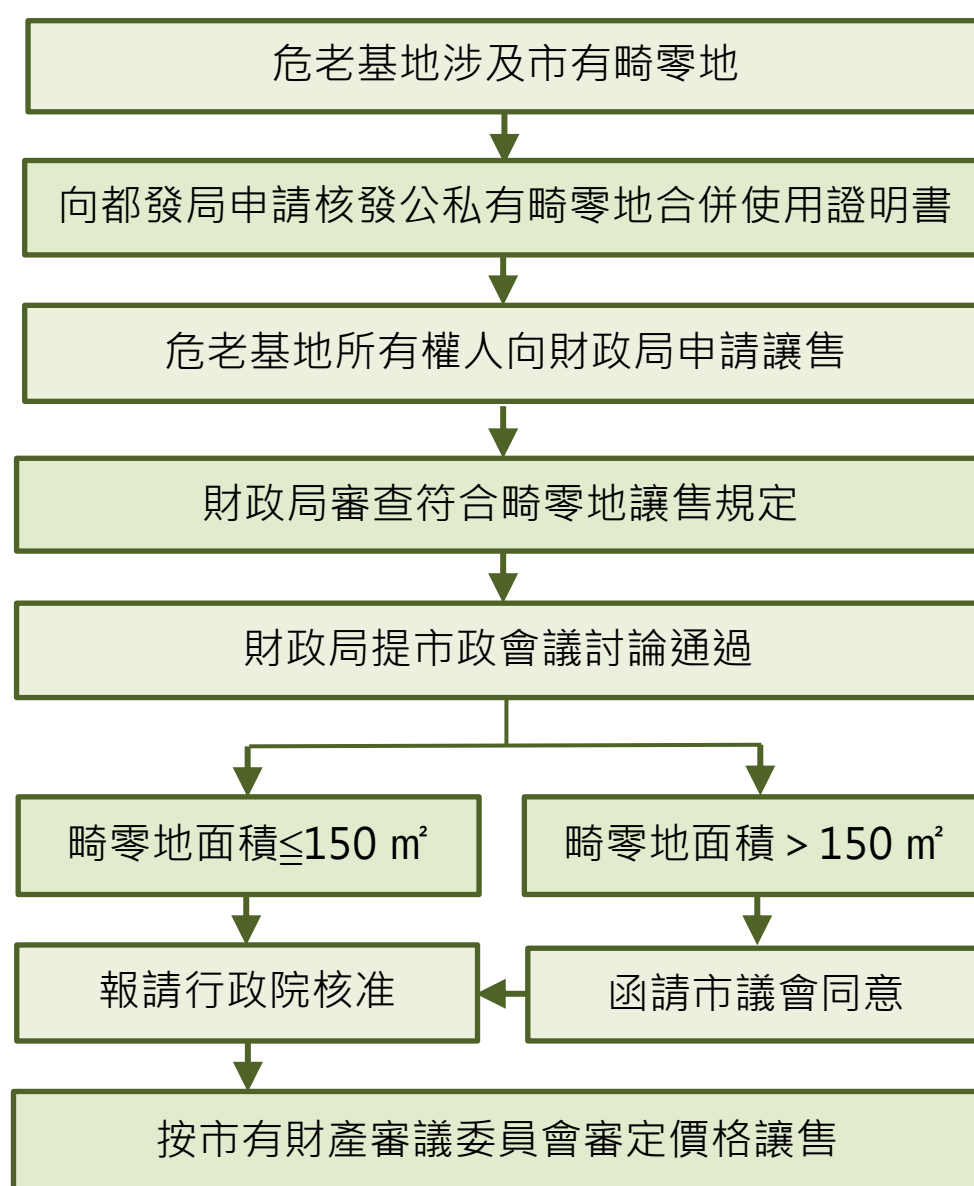 危老基地涉及市有畸零地
向都發局申請核發公私有畸零地合併使用證明書
危老基地所有權人向財政局申請讓售
財政局審查符合畸零地讓售規定
財政局提市政會議討論通過
畸零地面積≦150 ㎡
畸零地面積 > 150 ㎡
報請行政院核准
函請市議會同意
按市有財產審議委員會審定價格讓售